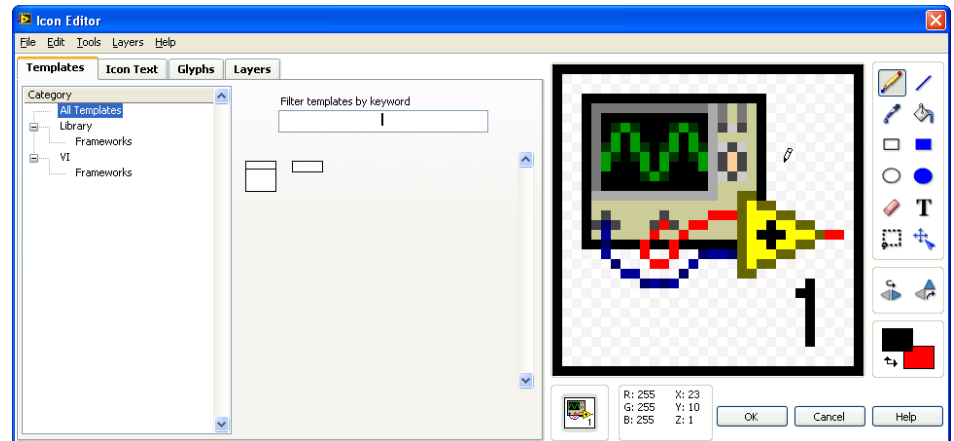 Icon Editor
File Edit Tools Layers Help
Templates Icon Text Glyphs Layers
Category
All Templates
Library
Frameworks
VI
Frameworks
Filter templates by keyword
1
T
1
R: 255 X: 23
G: 255 Y: 10
B: 255 Z: 1
OK Cancel Help